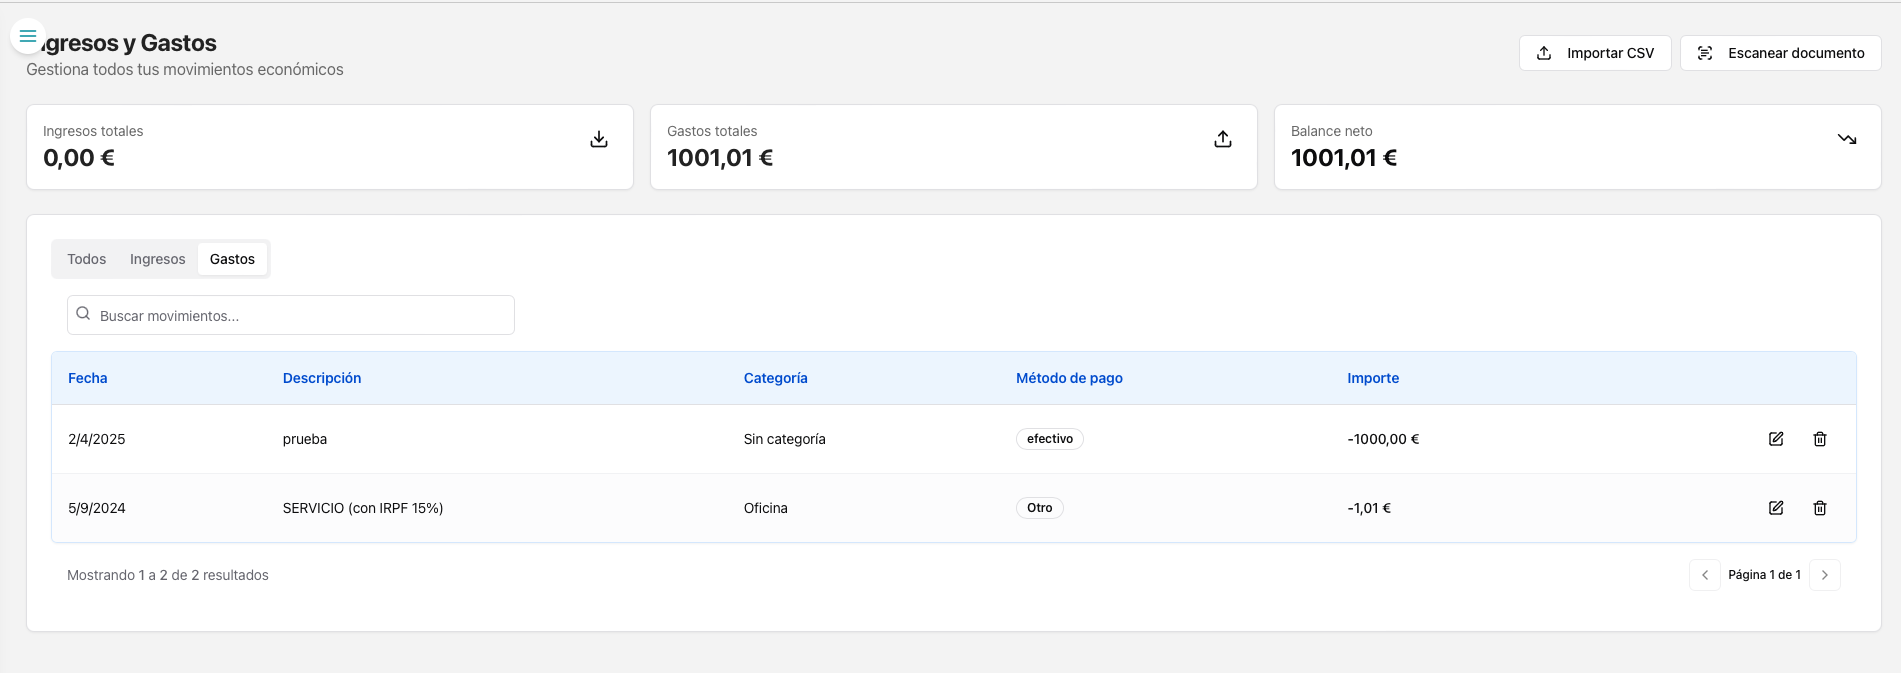 gresos y Gastos
Gestiona todos tus movimientos económicos
Importar CSV
Escanear documento
Ingresos totales
0,00 €
Gastos totales
1001,01 €
Balance neto
1001,01 €
Todos Ingresos Gastos
Buscar movimientos...
Fecha Descripción Categoría Método de pago Importe
2/4/2025 prueba Sin categoría efectivo -1000,00 €
5/9/2024 SERVICIO (con IRPF 15%) Oficina Otro -1,01 €
Mostrando 1 a 2 de 2 resultados
Página 1 de 1